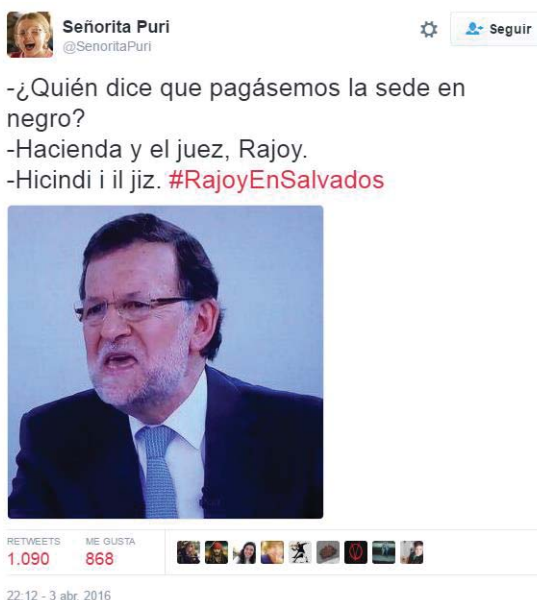 Señorita Puri
@SenoritaPuri
Seguir
-¿Quién dice que pagásemos la sede en
negro?
-Hacienda y el juez, Rajoy.
-Hicindi i il jiz. #RajoyEnSalvados
RETWEETS ME GUSTA
1.090 868
22:12 - 3 abr. 2016